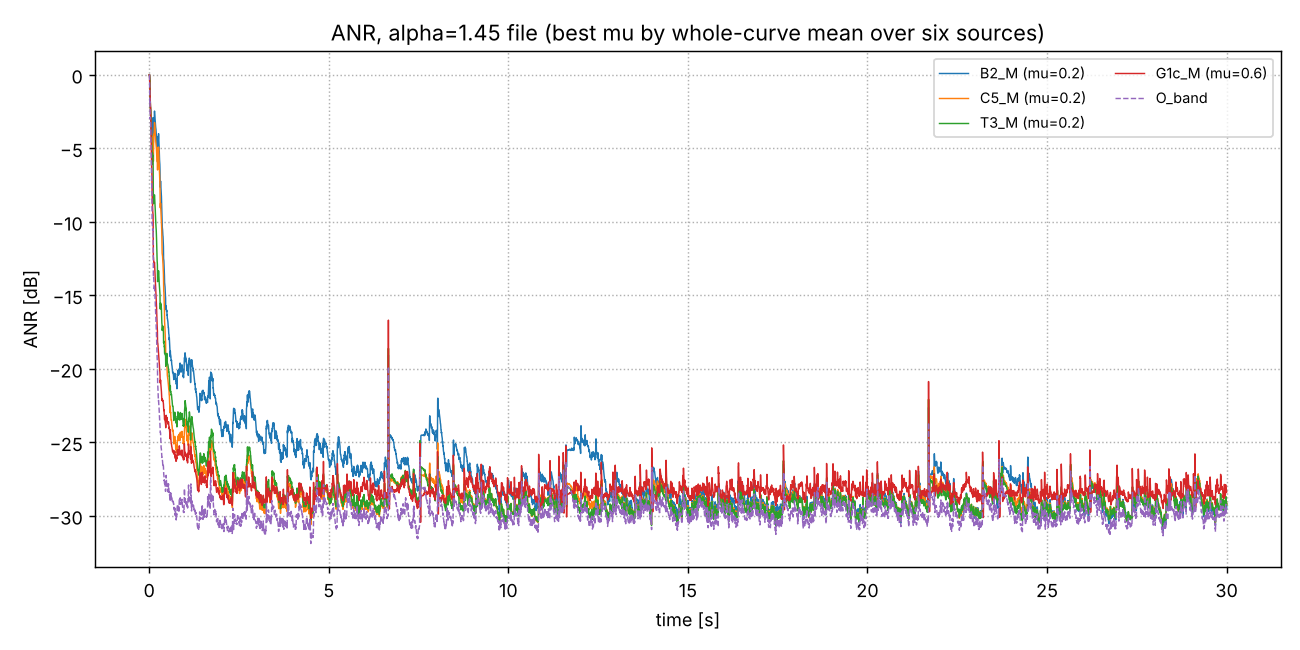 ANR, alpha=1.45 file (best mu by whole-curve mean over six sources)
B2_M (mu=0.2)
C5_M (mu=0.2)
T3_M (mu=0.2)
G1c_M (mu=0.6)
O_band
ANR [dB]
0
−5
−10
−15
−20
−25
−30
0 5 10 15 20 25 30
time [s]